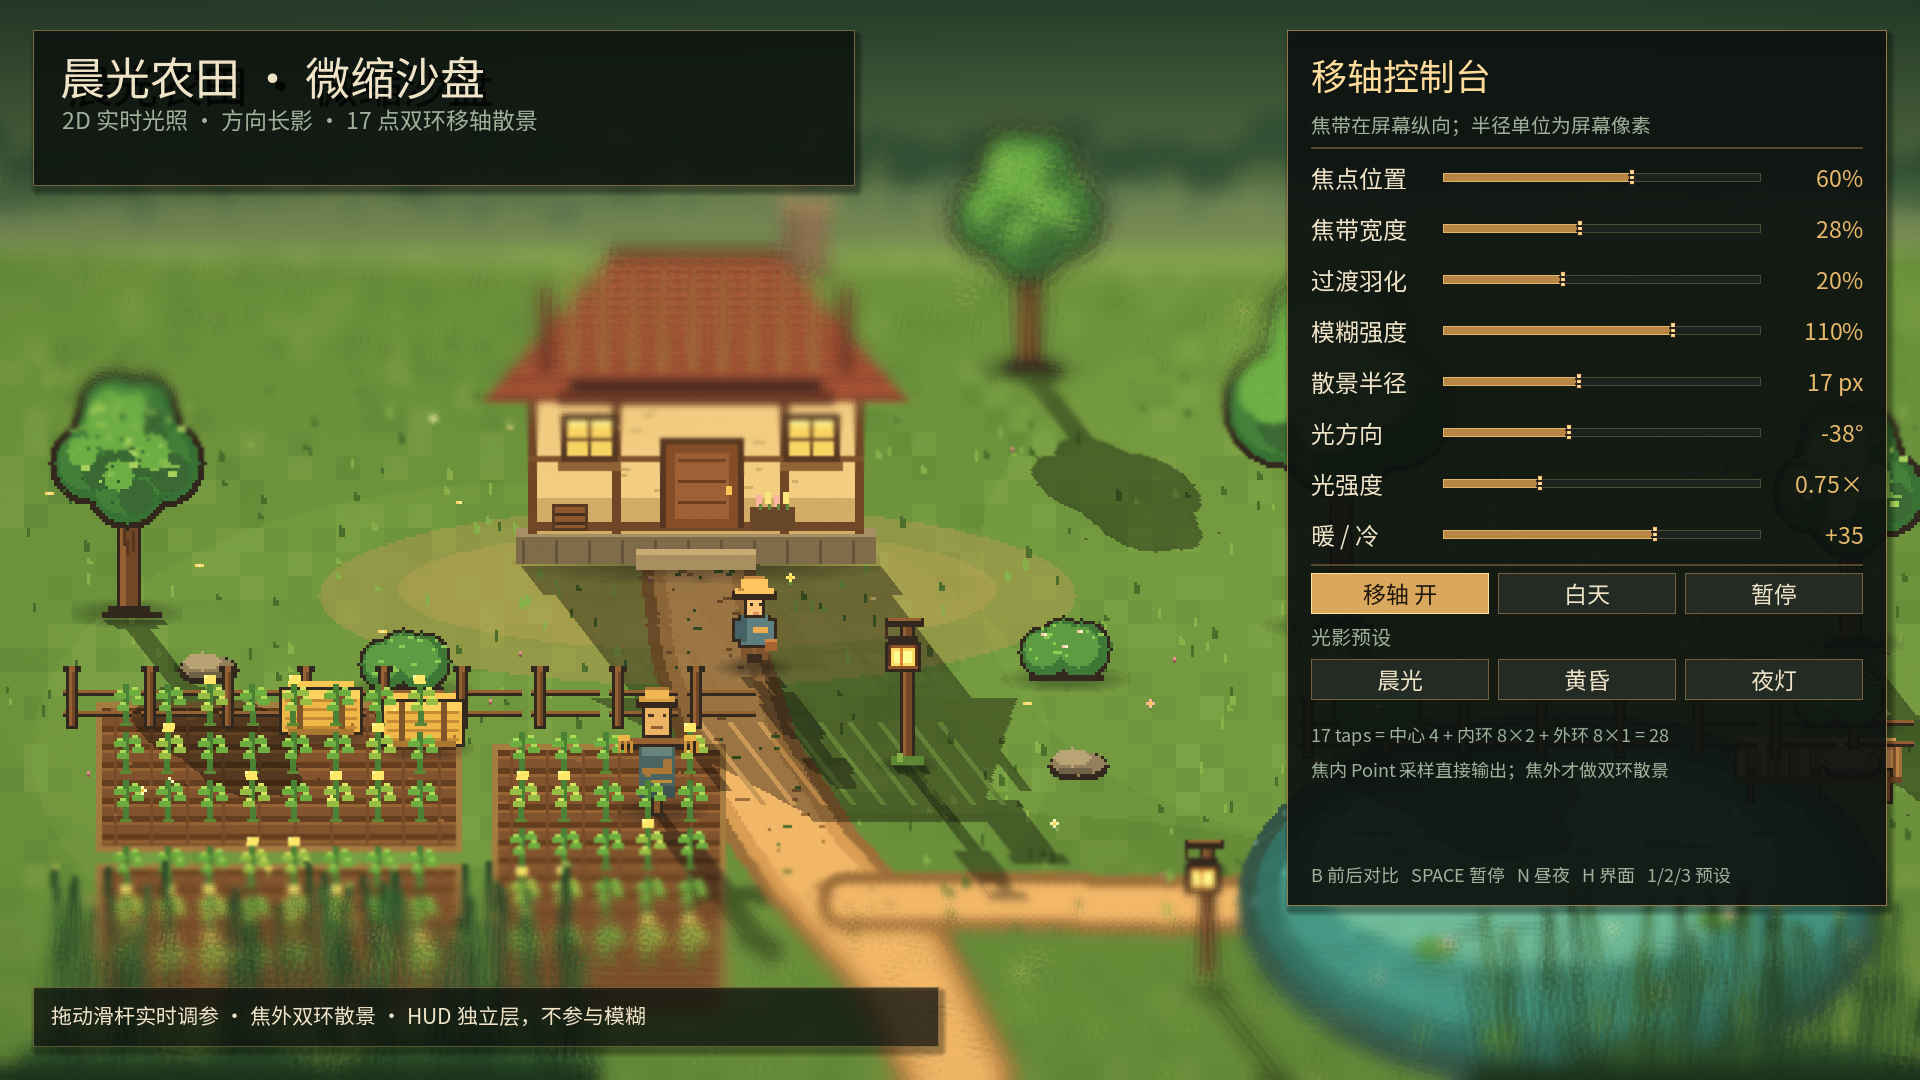 晨光农田 · 微缩沙盘
2D 实时光照 · 方向长影 · 17 点双环移轴散景
移轴控制台
焦带在屏幕纵向；半径单位为屏幕像素
焦点位置 60%
焦带宽度 28%
过渡羽化 20%
模糊强度 110%
散景半径 17 px
光方向 -38°
光强度 0.75×
暖 / 冷 +35
移轴 开 白天 暂停
光影预设
晨光 黄昏 夜灯
17 taps = 中心 4 + 内环 8×2 + 外环 8×1 = 28
焦内 Point 采样直接输出；焦外才做双环散景
B 前后对比 SPACE 暂停 N 昼夜 H 界面 1/2/3 预设
拖动滑杆实时调参 · 焦外双环散景 · HUD 独立层，不参与模糊